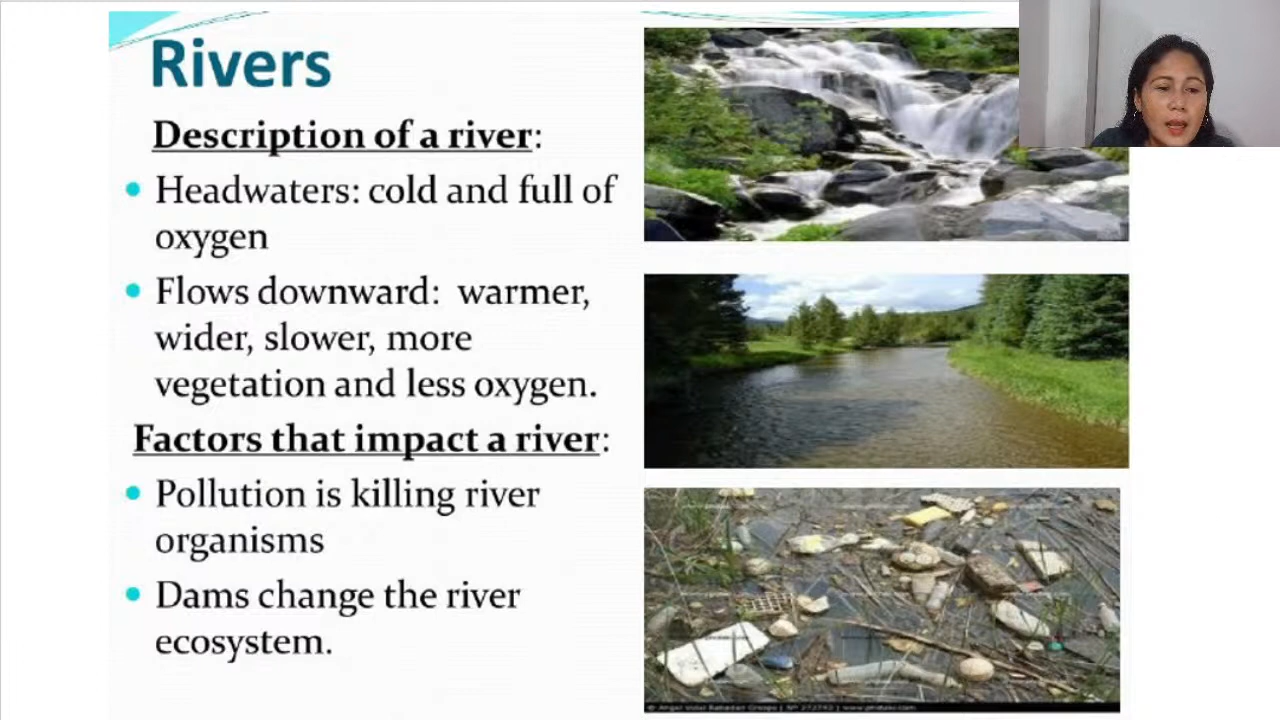 Rivers
Description of a river:
• Headwaters: cold and full of
oxygen
• Flows downward: warmer,
wider, slower, more
vegetation and less oxygen.
Factors that impact a river:
• Pollution is killing river
organisms
• Dams change the river
ecosystem.